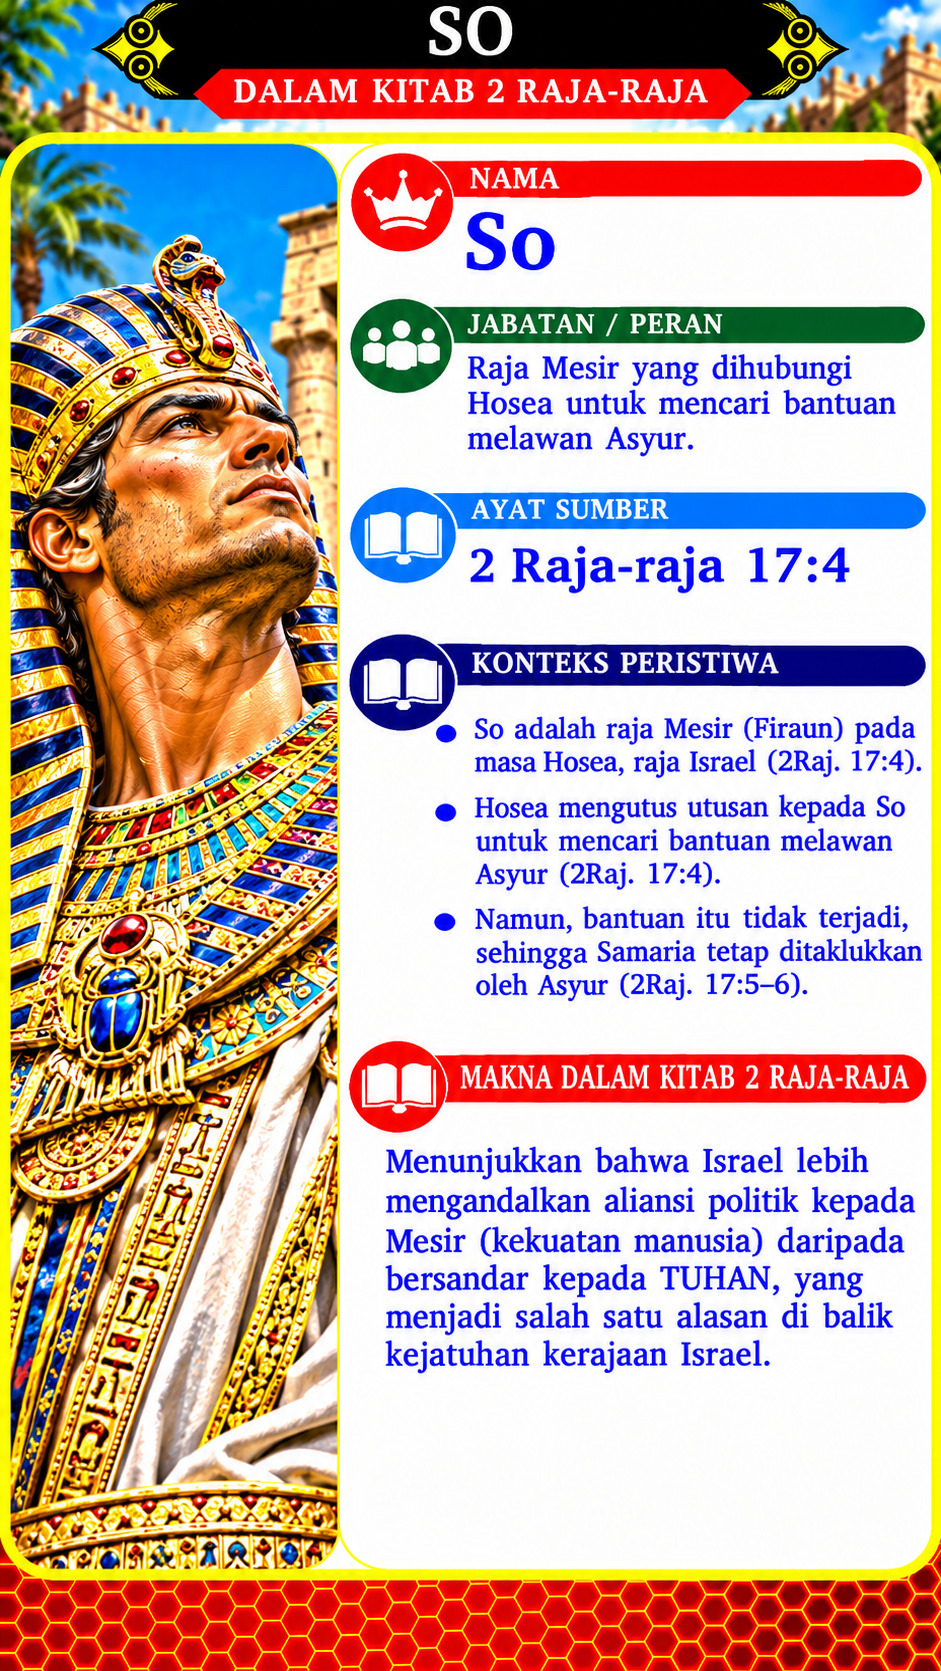 SO
DALAM KITAB 2 RAJA-RAJA
NAMA
So
JABATAN / PERAN
Raja Mesir yang dihubungi
Hosea untuk mencari bantuan
melawan Asyur.
AYAT SUMBER
2 Raja-raja 17:4
KONTEKS PERISTIWA
● So adalah raja Mesir (Firaun) pada
masa Hosea, raja Israel (2Raj. 17:4).
● Hosea mengutus utusan kepada So
untuk mencari bantuan melawan
Asyur (2Raj. 17:4).
● Namun, bantuan itu tidak terjadi,
sehingga Samaria tetap ditaklukkan
oleh Asyur (2Raj. 17:5–6).
MAKNA DALAM KITAB 2 RAJA-RAJA
Menunjukkan bahwa Israel lebih
mengandalkan aliansi politik kepada
Mesir (kekuatan manusia) daripada
bersandar kepada TUHAN, yang
menjadi salah satu alasan di balik
kejatuhan kerajaan Israel.